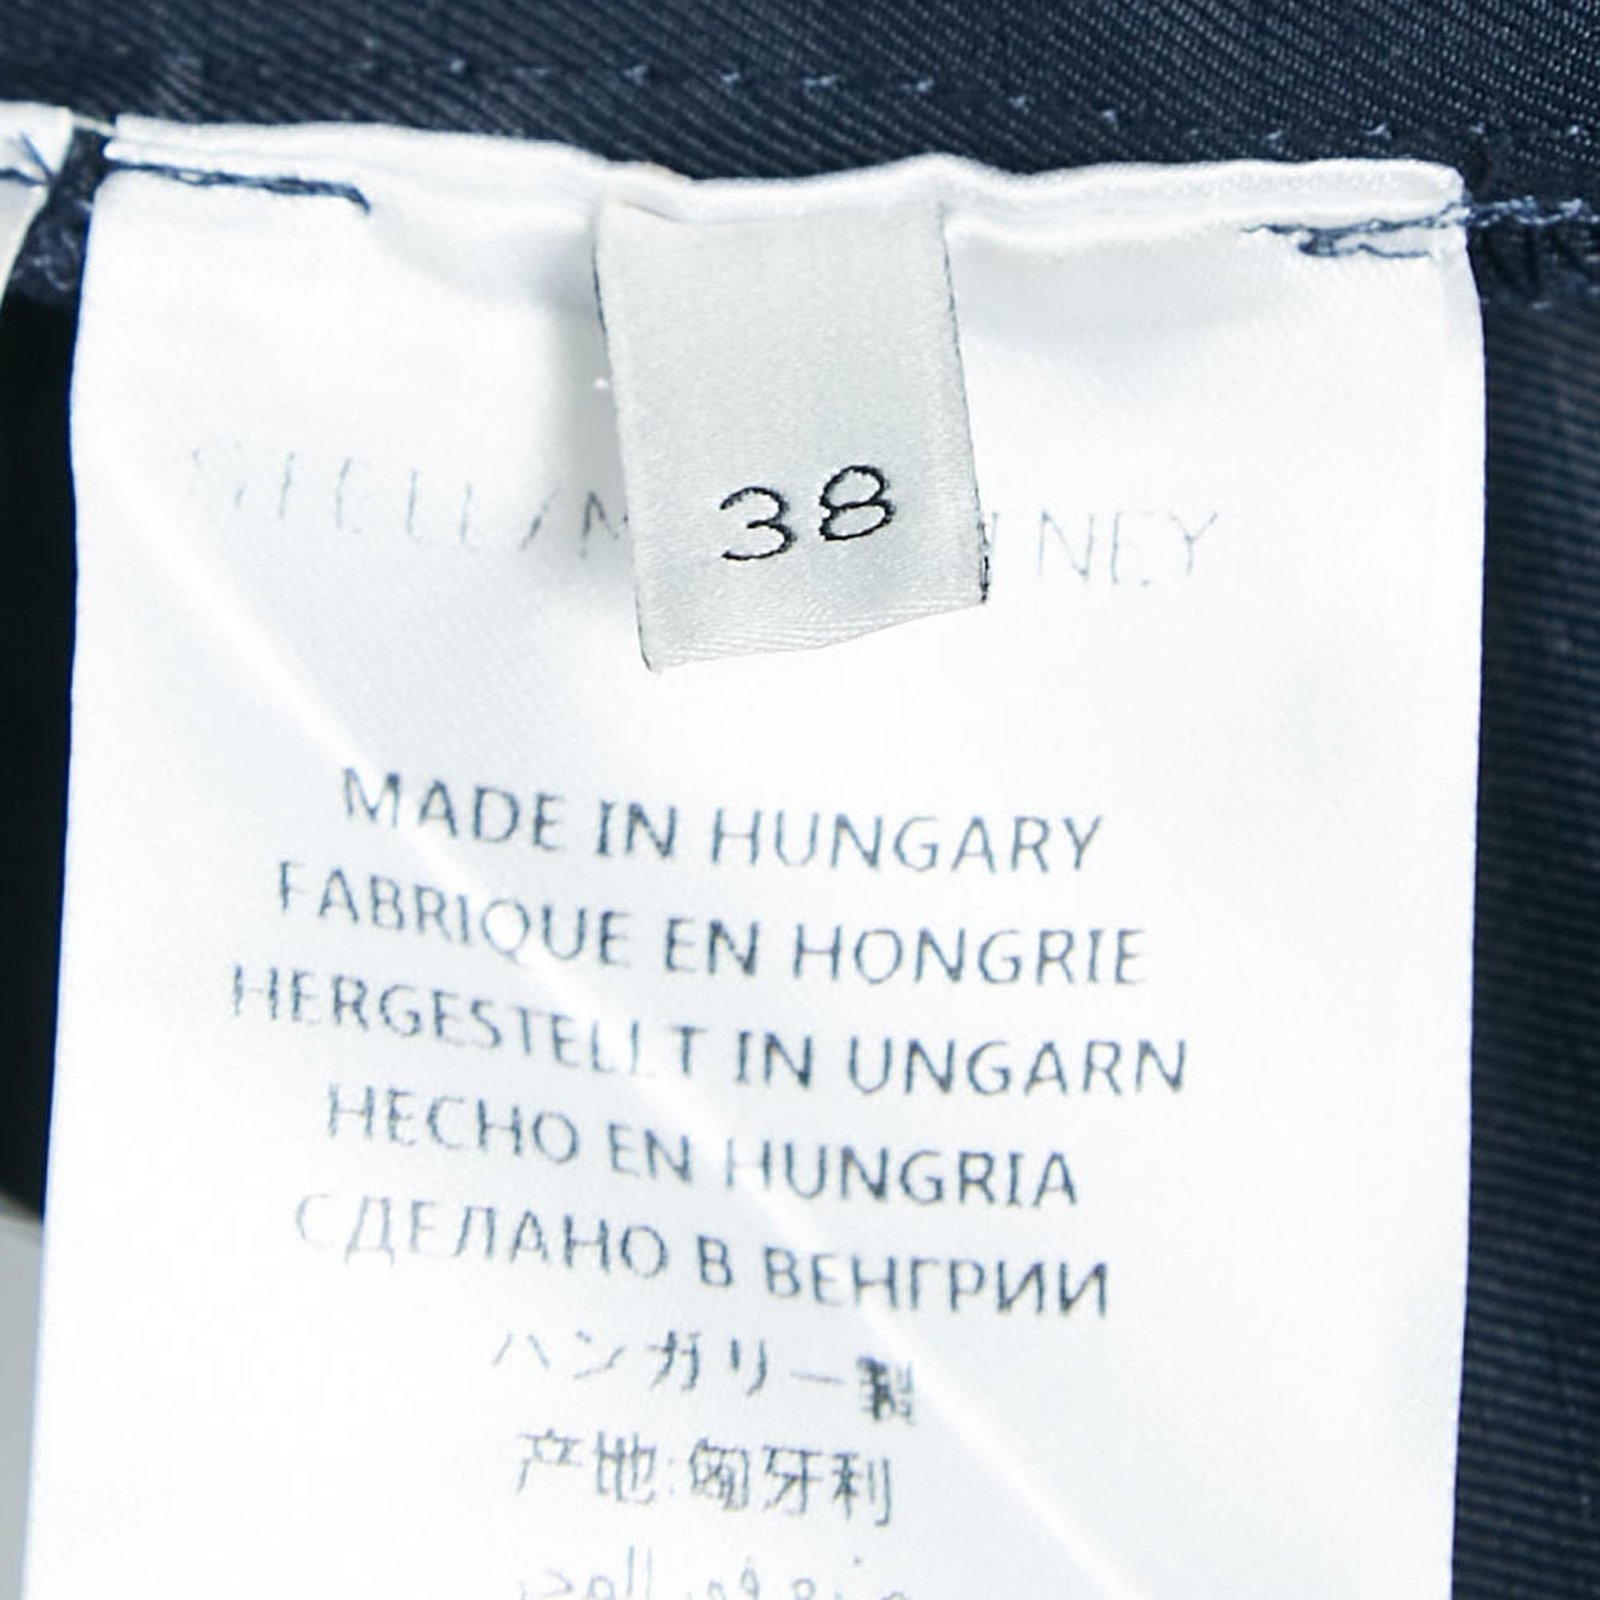 38
MADE IN HUNGARY
FABRIQUE EN HONGRIE
HERGESTELLT IN UNGARN
HECHO EN HUNGRIA
СДЕЛАНО В ВЕНГРИИ
ハンガリー製
产地:匈牙利